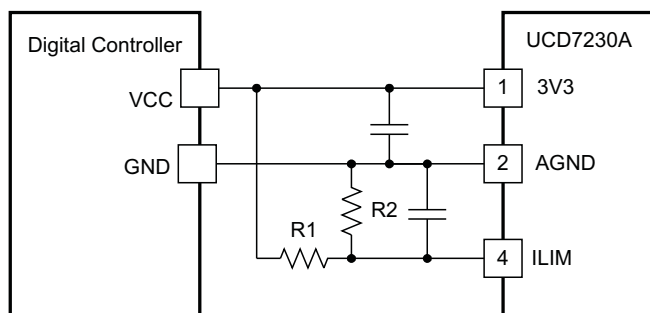 Digital Controller
UCD7230A
VCC
1
3V3
GND
2
AGND
R2
R1
4
ILIM